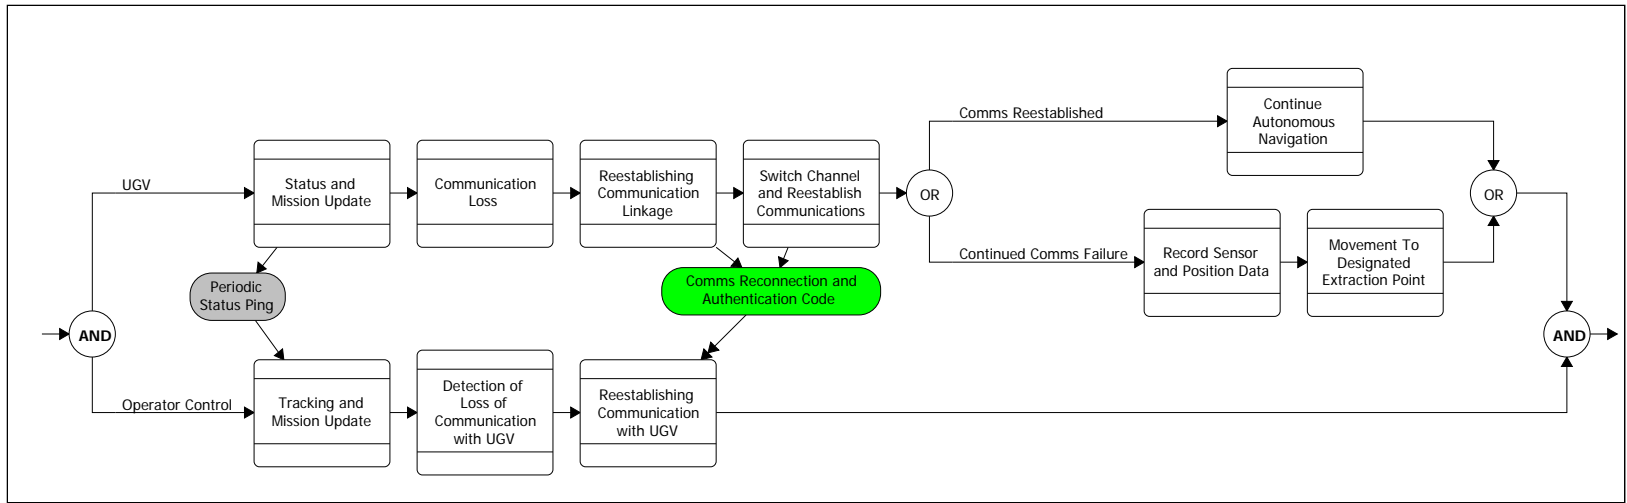 Comms Reestablished
Continue
Autonomous
Navigation
UGV
Status and
Mission Update
Communication
Loss
Reestablishing
Communication
Linkage
Switch Channel
and Reestablish
Communications
OR
OR
Continued Comms Failure
Record Sensor
and Position Data
Movement To
Designated
Extraction Point
Periodic
Status Ping
Comms Reconnection and
Authentication Code
AND
AND
Operator Control
Tracking and
Mission Update
Detection of
Loss of
Communication
with UGV
Reestablishing
Communication
with UGV